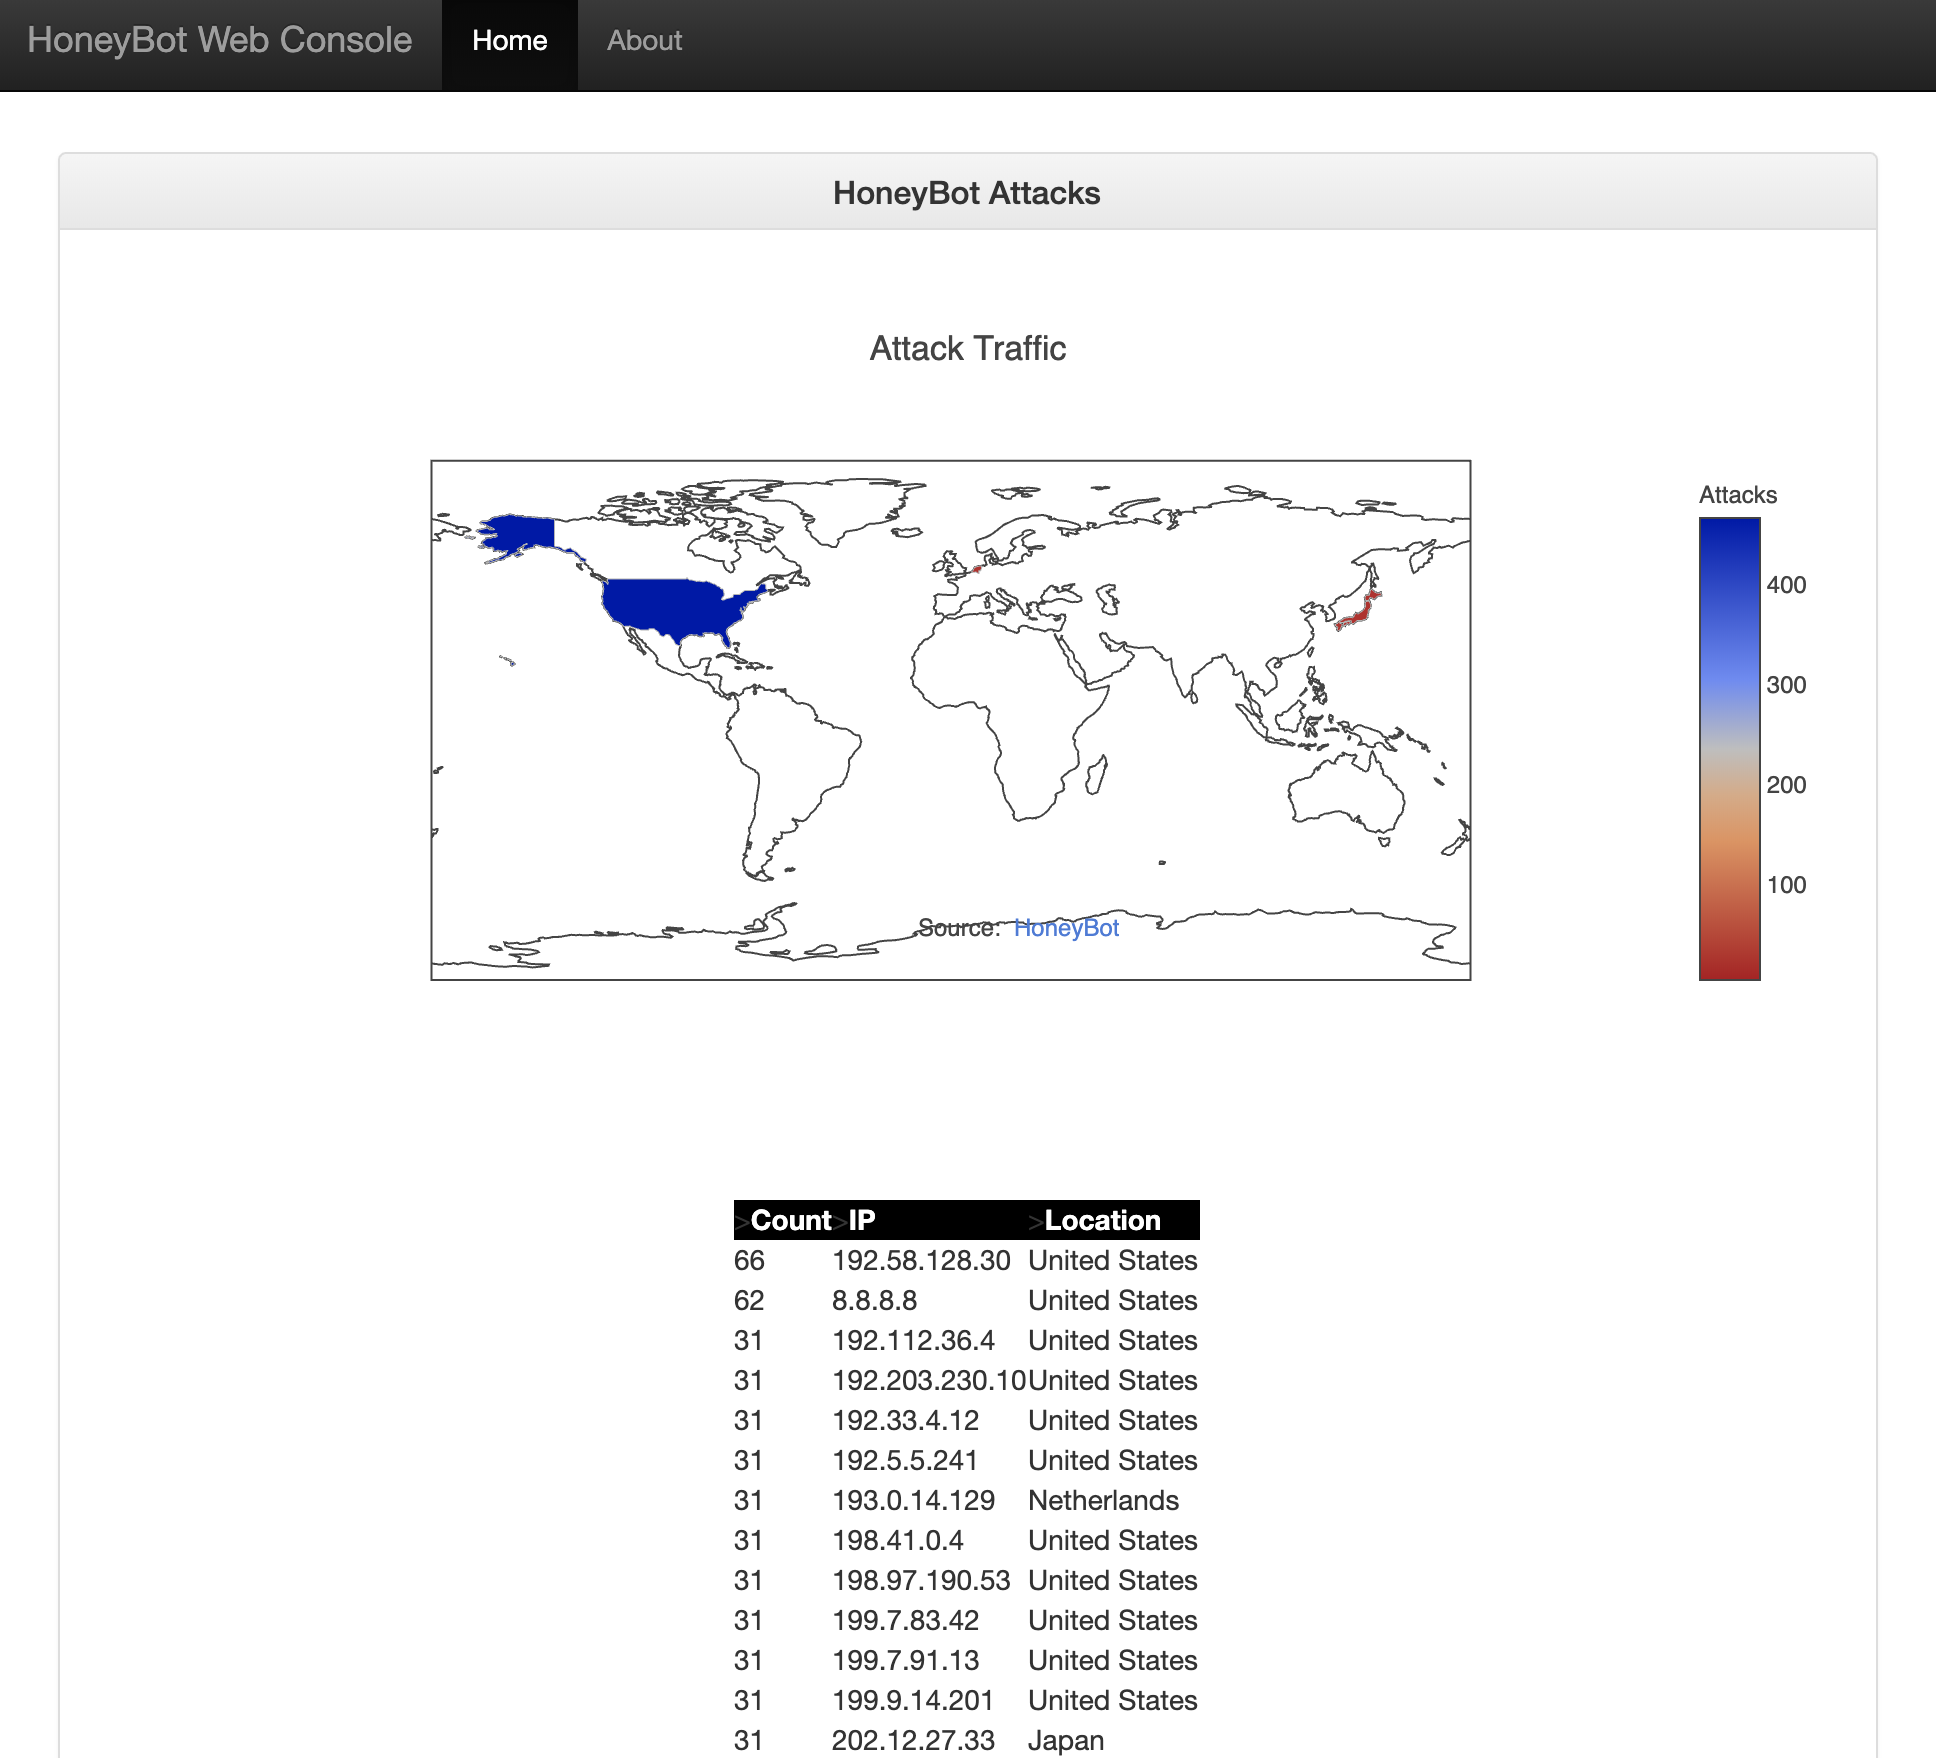 HoneyBot Web Console Home About
HoneyBot Attacks
Attack Traffic
Attacks
400
300
200
100
Source: HoneyBot
>Count >IP >Location
66 192.58.128.30 United States
62 8.8.8.8 United States
31 192.112.36.4 United States
31 192.203.230.10 United States
31 192.33.4.12 United States
31 192.5.5.241 United States
31 193.0.14.129 Netherlands
31 198.41.0.4 United States
31 198.97.190.53 United States
31 199.7.83.42 United States
31 199.7.91.13 United States
31 199.9.14.201 United States
31 202.12.27.33 Japan